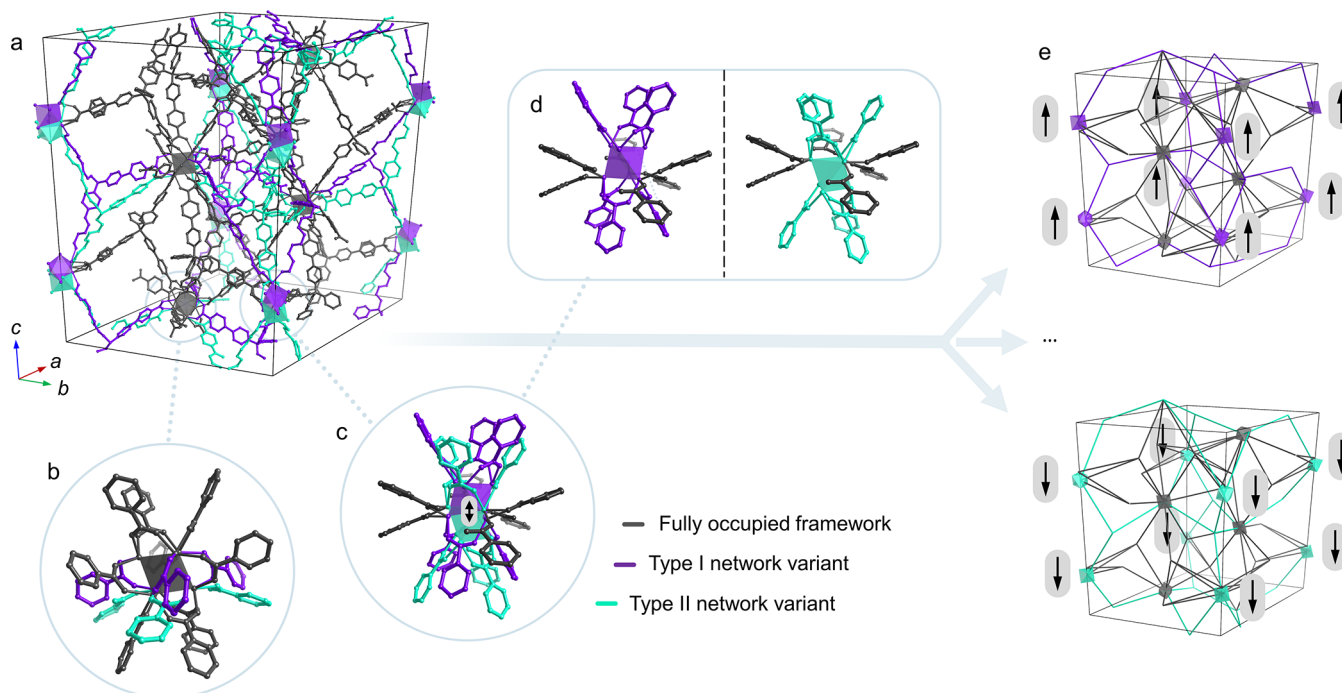 a
d
e
c
a
b
...
c
b
Fully occupied framework
Type I network variant
Type II network variant